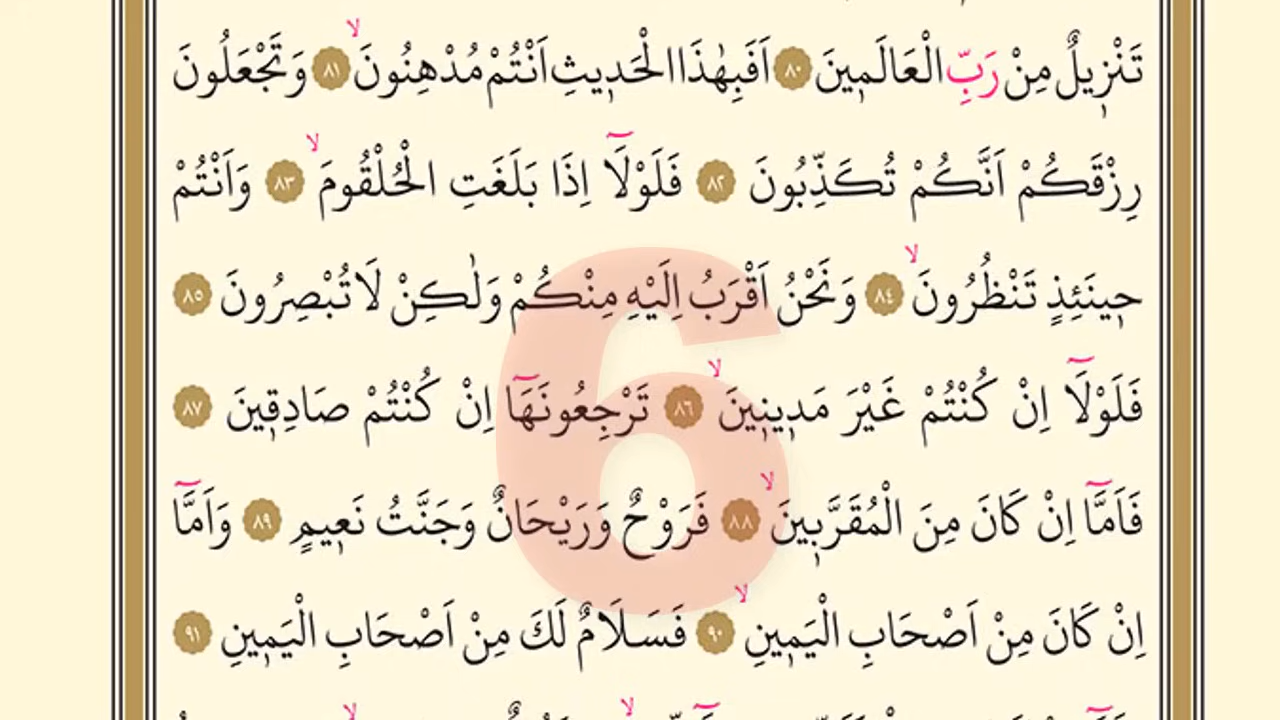 تَنْزٖيلٌ مِنْ رَبِّ الْعَالَمٖينَ ﴿٨٠﴾ اَفَبِهٰذَا الْحَدٖيثِ اَنْتُمْ مُدْهِنُونَۙ ﴿٨١﴾ وَتَجْعَلُونَ
رِزْقَكُمْ اَنَّكُمْ تُكَذِّبُونَ ﴿٨٢﴾ فَلَوْلَٓا اِذَا بَلَغَتِ الْحُلْقُومَۙ ﴿٨٣﴾ وَاَنْتُمْ
حٖينَئِذٍ تَنْظُرُونَۙ ﴿٨٤﴾ وَنَحْنُ اَقْرَبُ اِلَيْهِ مِنْكُمْ وَلٰكِنْ لَا تُبْصِرُونَ ﴿٨٥﴾
فَلَوْلَٓا اِنْ كُنْتُمْ غَيْرَ مَدٖينٖينَۙ ﴿٨٦﴾ تَرْجِعُونَهَٓا اِنْ كُنْتُمْ صَادِقٖينَ ﴿٨٧﴾
فَاَمَّٓا اِنْ كَانَ مِنَ الْمُقَرَّبٖينَۙ ﴿٨٨﴾ فَرَوْحٌ وَرَيْحَانٌ وَجَنَّتُ نَعٖيمٍ ﴿٨٩﴾ وَاَمَّٓا
اِنْ كَانَ مِنْ اَصْحَابِ الْيَمٖينِۙ ﴿٩٠﴾ فَسَلَامٌ لَكَ مِنْ اَصْحَابِ الْيَمٖينِ ﴿٩١﴾
6